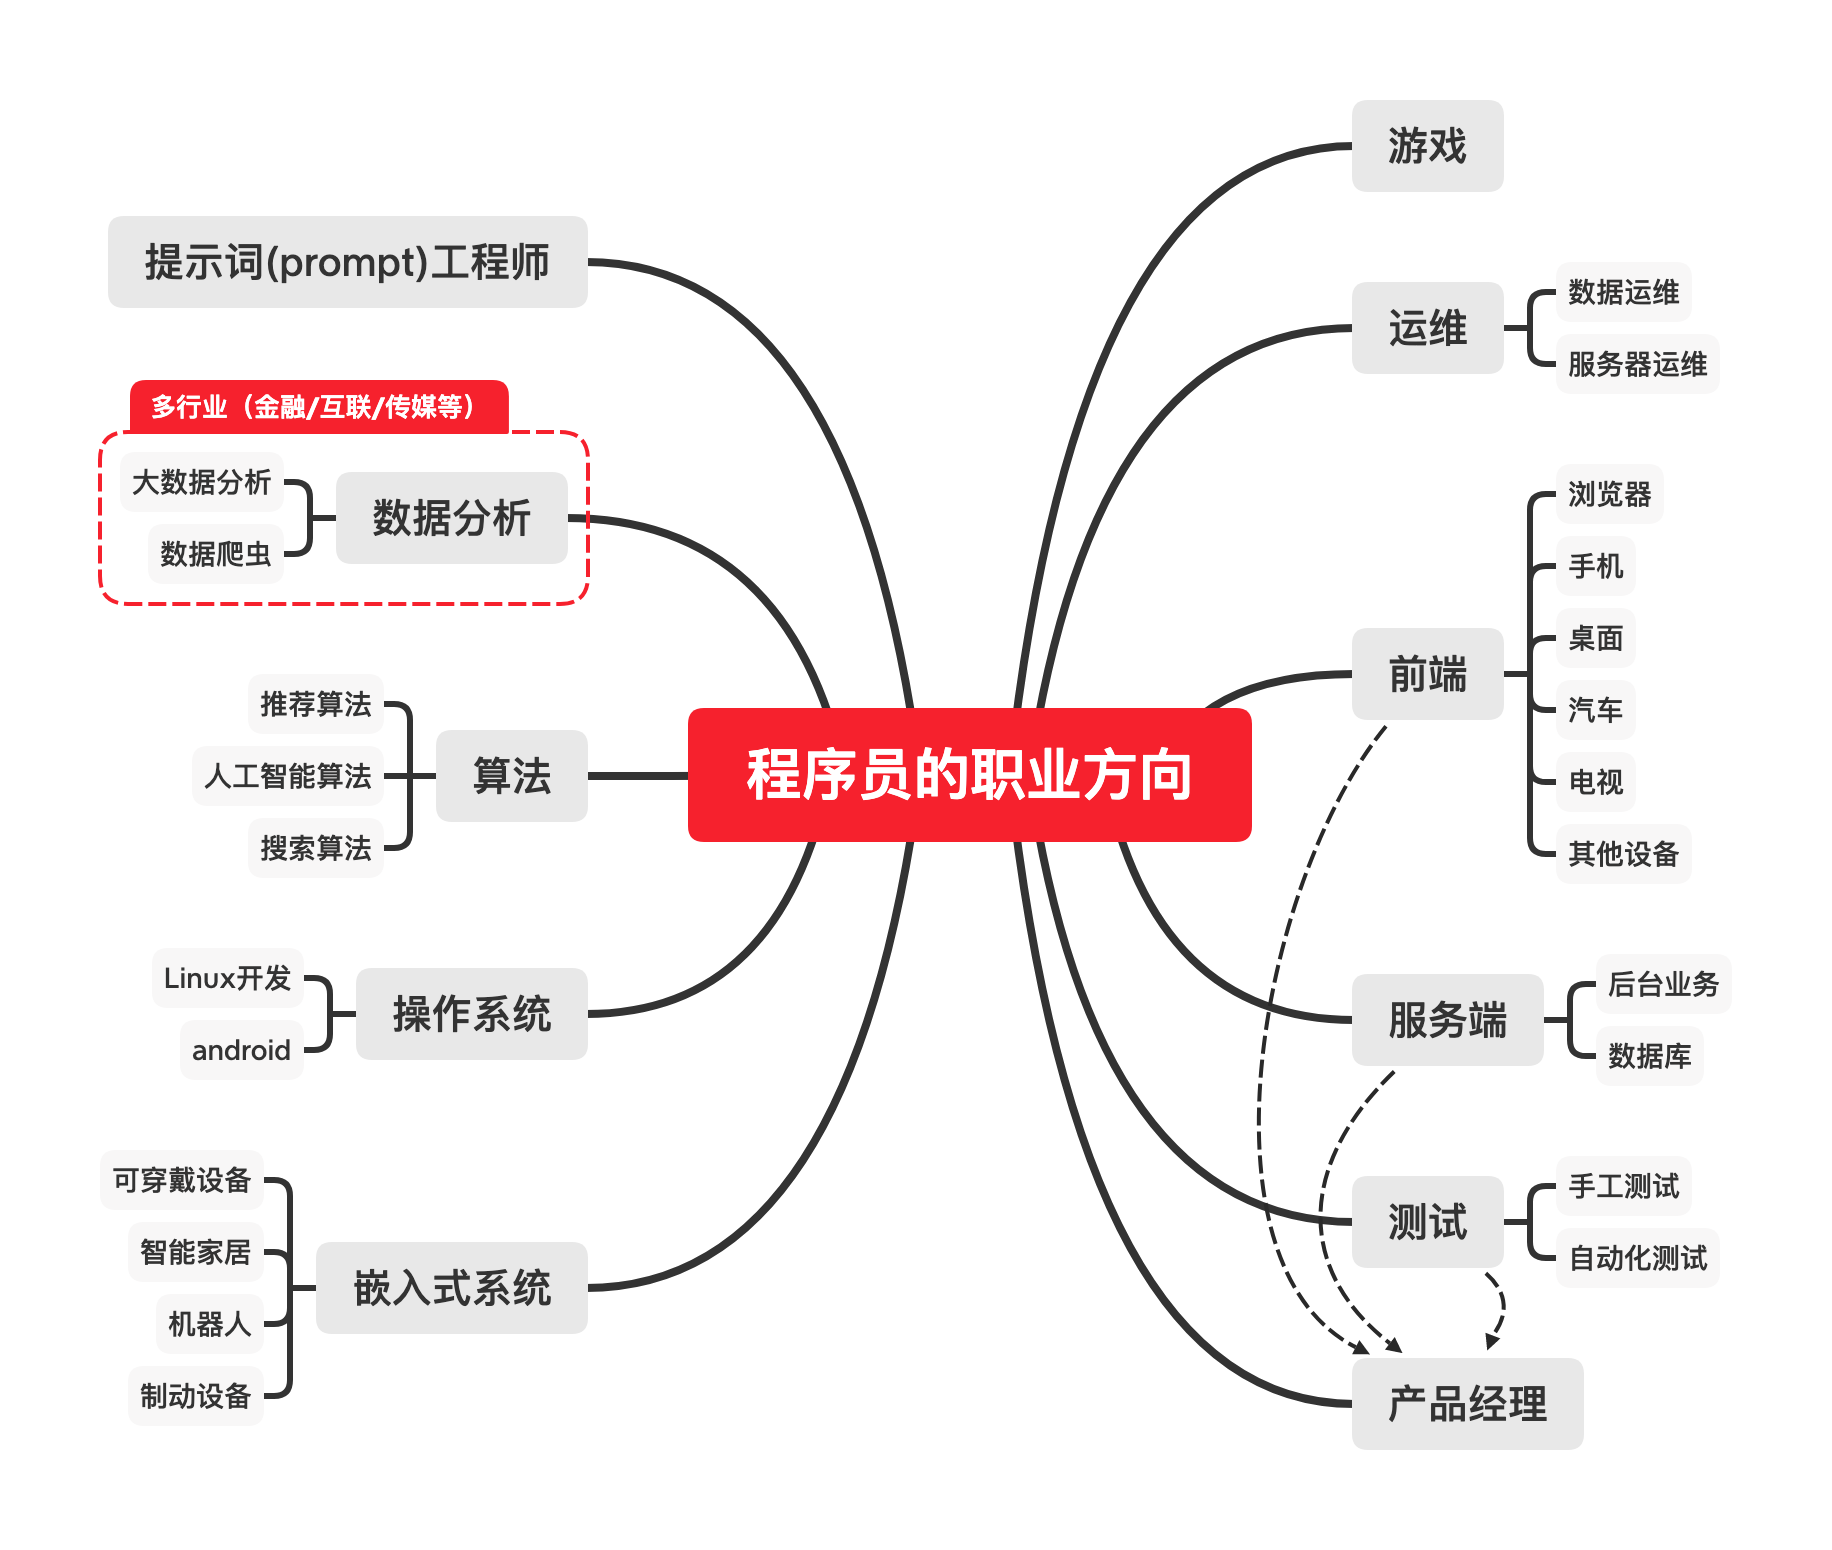 程序员的职业方向
游戏
运维
数据运维
服务器运维
前端
浏览器
手机
桌面
汽车
电视
其他设备
服务端
后台业务
数据库
测试
手工测试
自动化测试
产品经理
提示词(prompt)工程师
多行业（金融/互联/传媒等）
数据分析
大数据分析
数据爬虫
算法
推荐算法
人工智能算法
搜索算法
操作系统
Linux开发
android
嵌入式系统
可穿戴设备
智能家居
机器人
制动设备